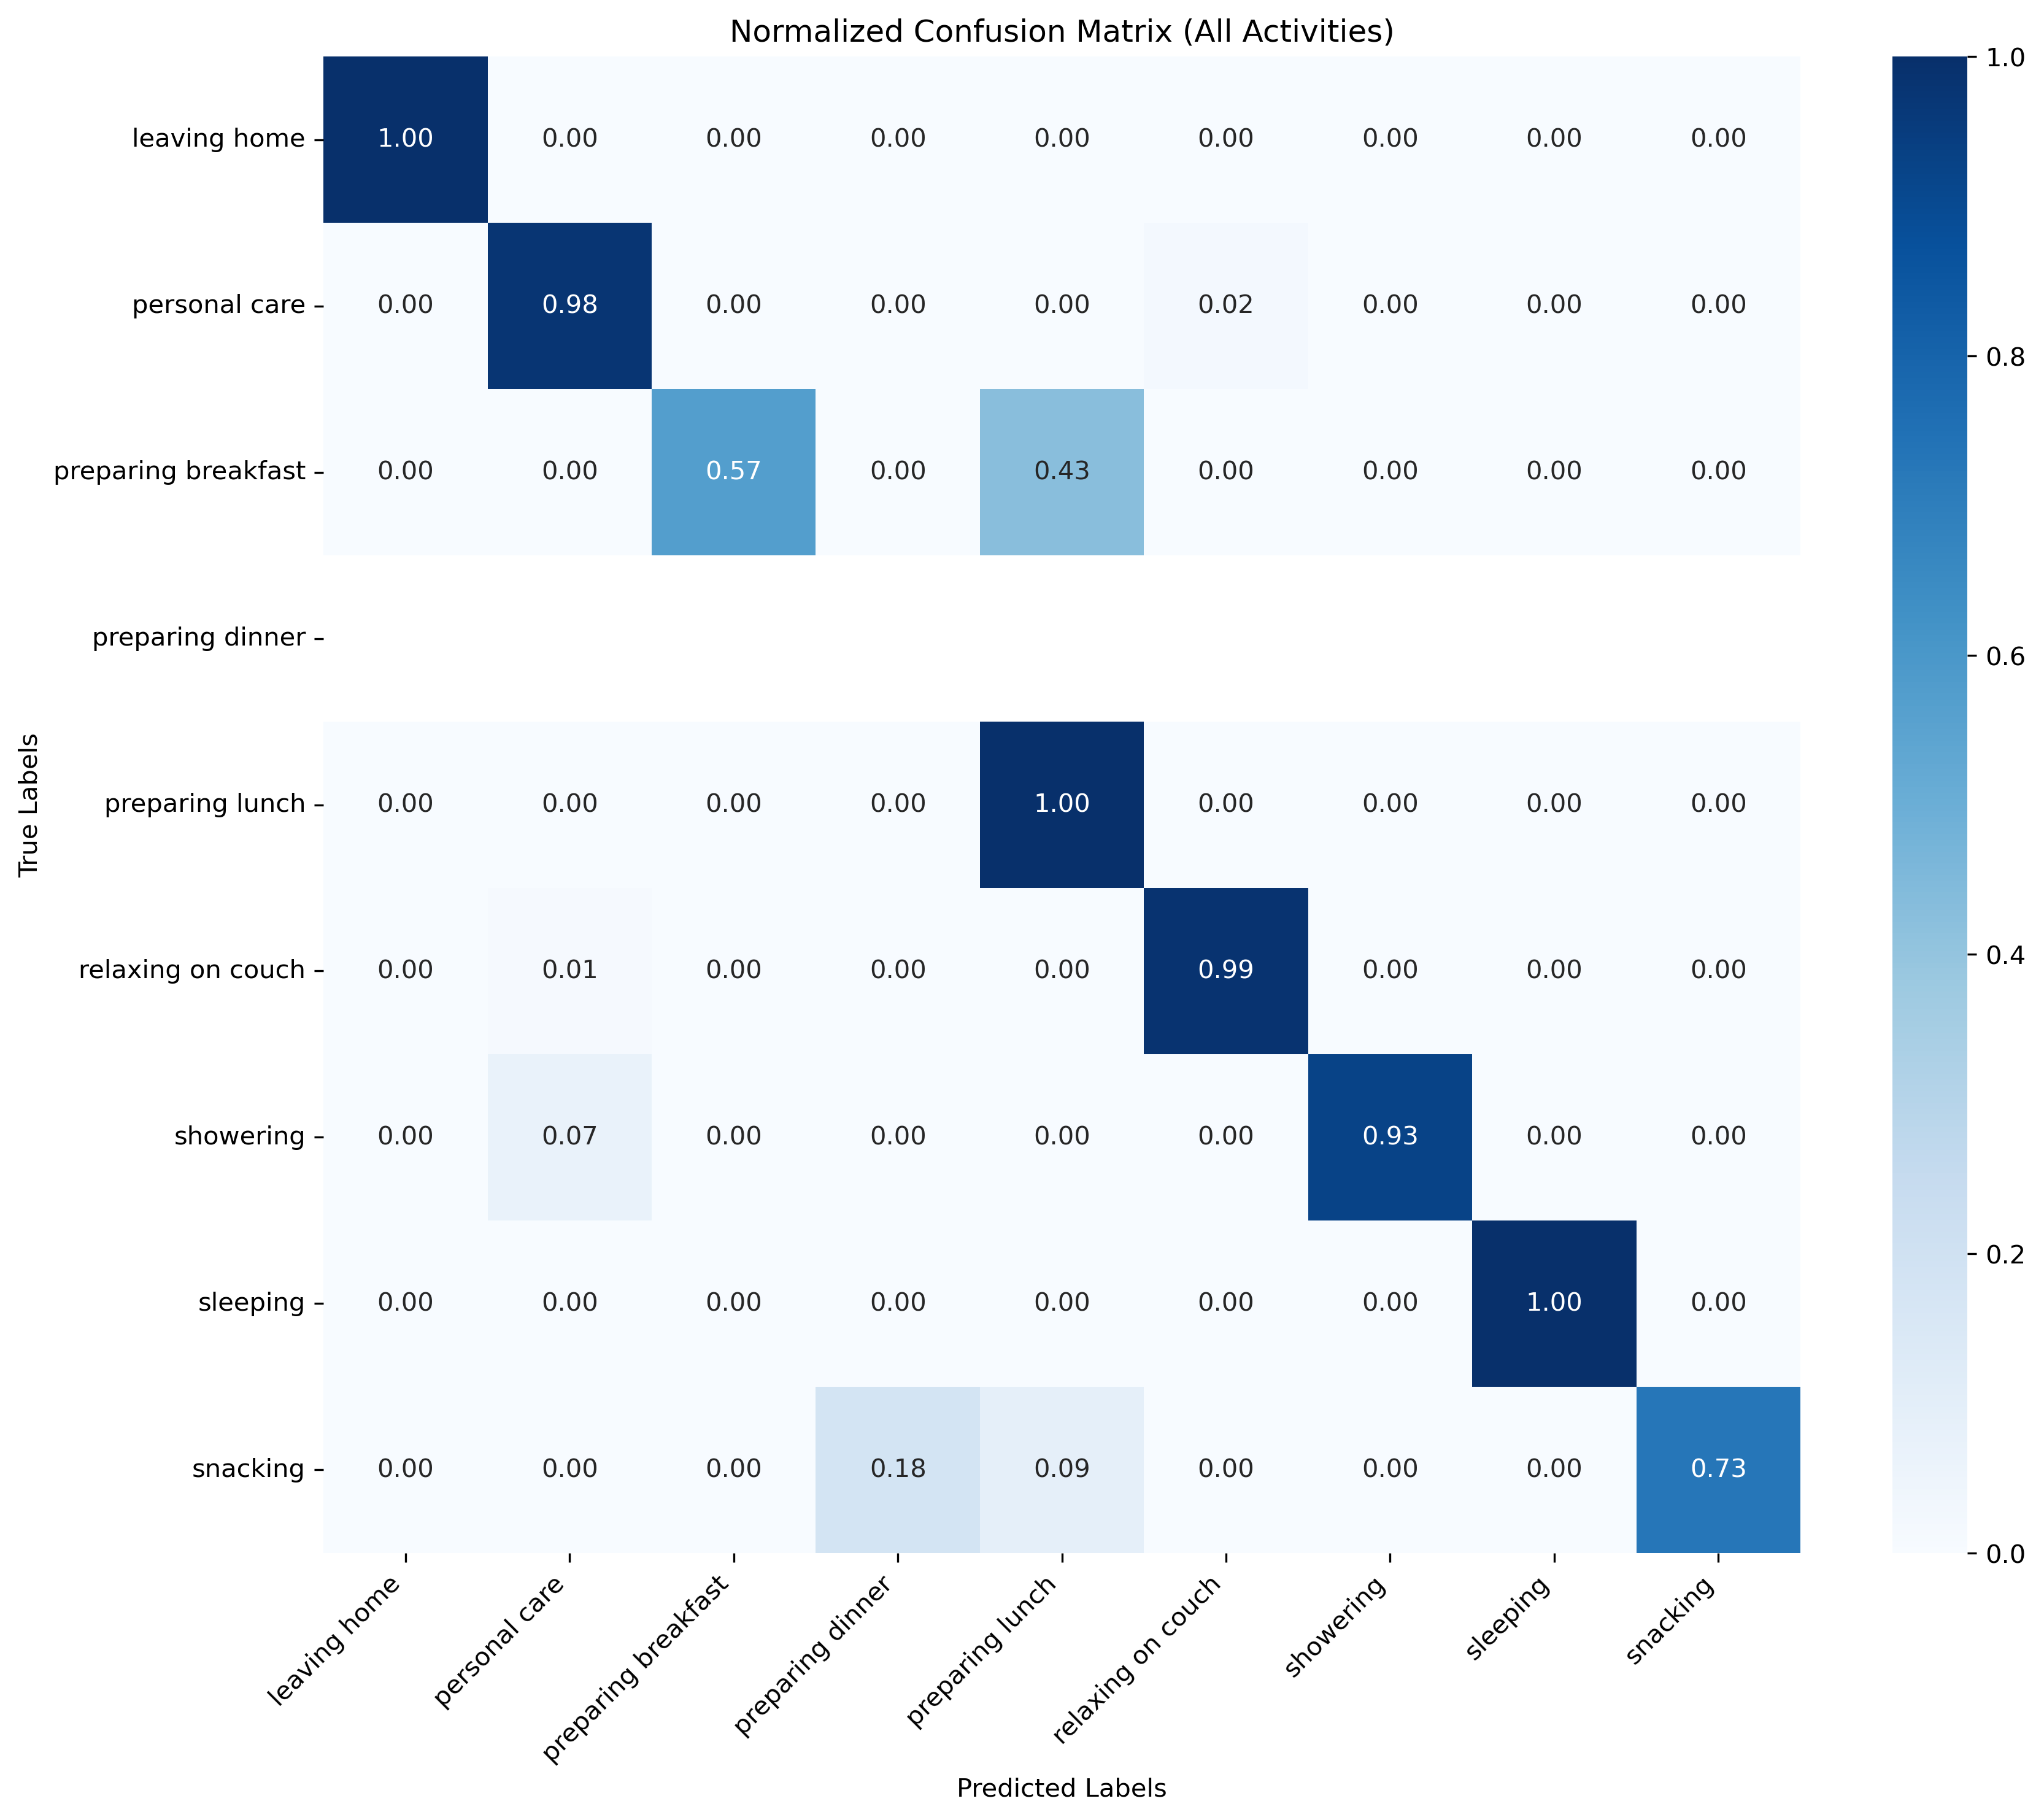 Normalized Confusion Matrix (All Activities)
leaving home 1.00 0.00 0.00 0.00 0.00 0.00 0.00 0.00 0.00
personal care 0.00 0.98 0.00 0.00 0.00 0.02 0.00 0.00 0.00
preparing breakfast 0.00 0.00 0.57 0.00 0.43 0.00 0.00 0.00 0.00
preparing dinner
preparing lunch 0.00 0.00 0.00 0.00 1.00 0.00 0.00 0.00 0.00
relaxing on couch 0.00 0.01 0.00 0.00 0.00 0.99 0.00 0.00 0.00
showering 0.00 0.07 0.00 0.00 0.00 0.00 0.93 0.00 0.00
sleeping 0.00 0.00 0.00 0.00 0.00 0.00 0.00 1.00 0.00
snacking 0.00 0.00 0.00 0.18 0.09 0.00 0.00 0.00 0.73
True Labels
leaving home
personal care
preparing breakfast
preparing dinner
preparing lunch
relaxing on couch
showering
sleeping
snacking
Predicted Labels
1.0
0.8
0.6
0.4
0.2
0.0